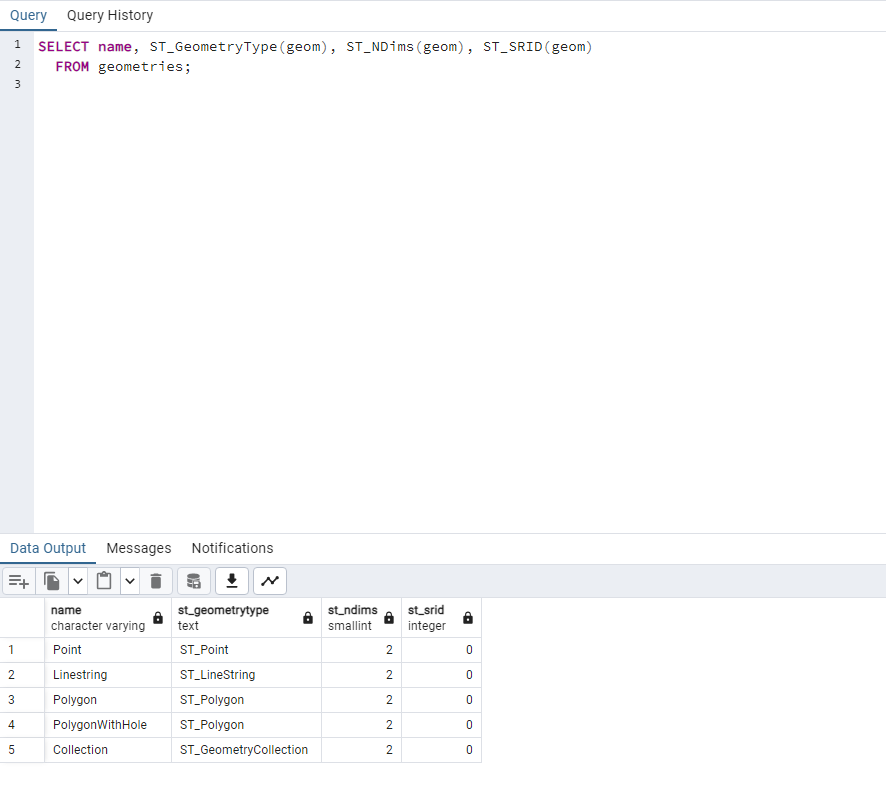 Query Query History
1 SELECT name, ST_GeometryType(geom), ST_NDims(geom), ST_SRID(geom)
2 FROM geometries;
3
Data Output Messages Notifications
name st_geometrytype st_ndims st_srid
character varying text smallint integer
1 Point ST_Point 2 0
2 Linestring ST_LineString 2 0
3 Polygon ST_Polygon 2 0
4 PolygonWithHole ST_Polygon 2 0
5 Collection ST_GeometryCollection 2 0